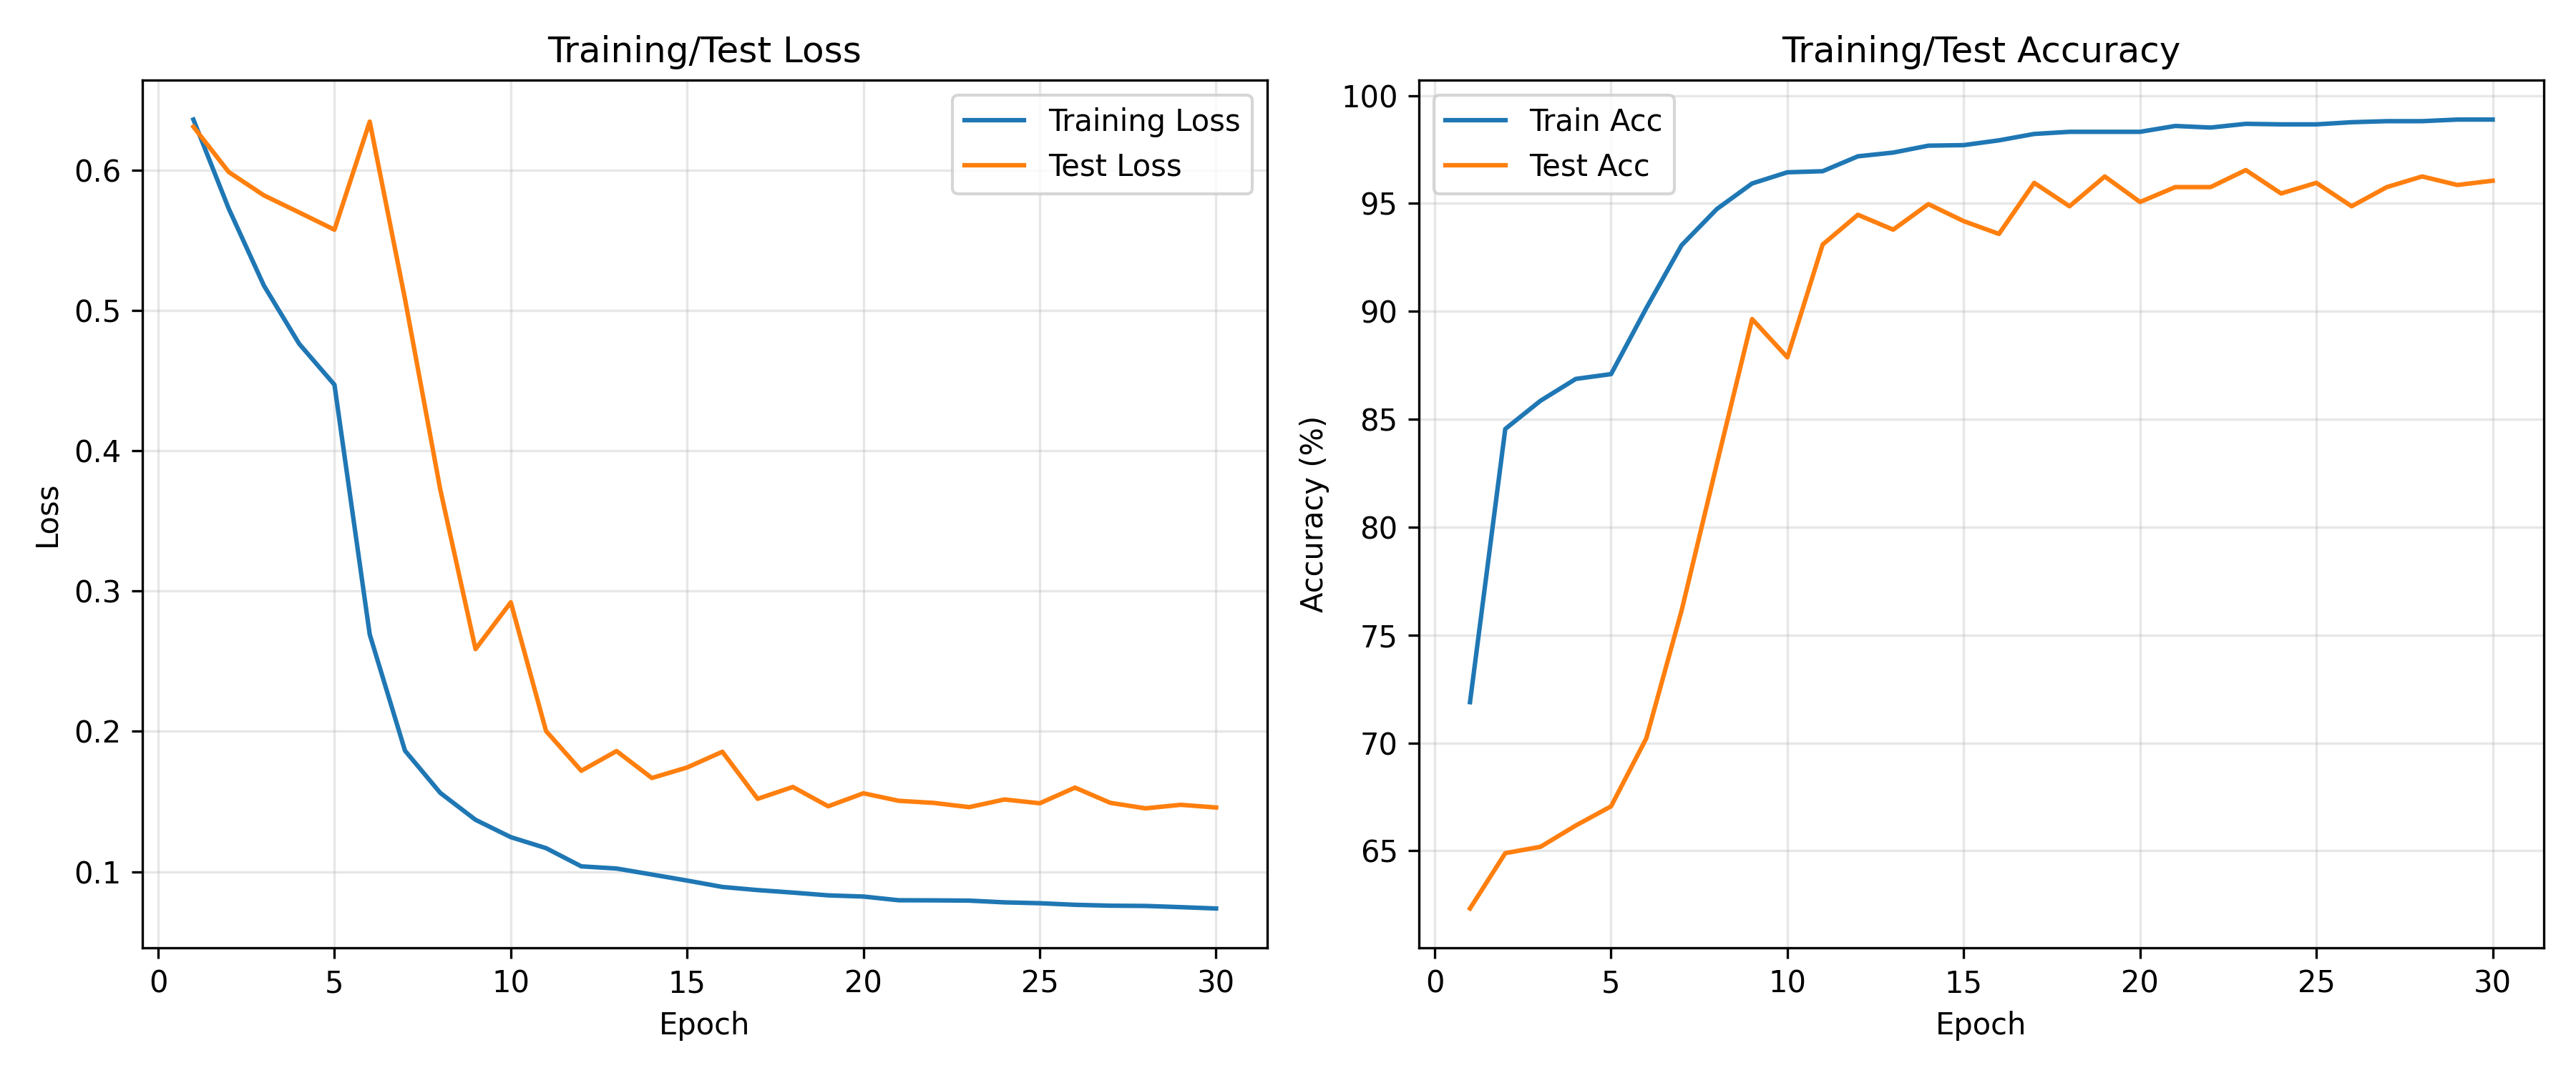 Training/Test Loss
Training Loss
Test Loss
Loss
0.6
0.5
0.4
0.3
0.2
0.1
0 5 10 15 20 25 30
Epoch
Training/Test Accuracy
Train Acc
Test Acc
Accuracy (%)
100
95
90
85
80
75
70
65
0 5 10 15 20 25 30
Epoch